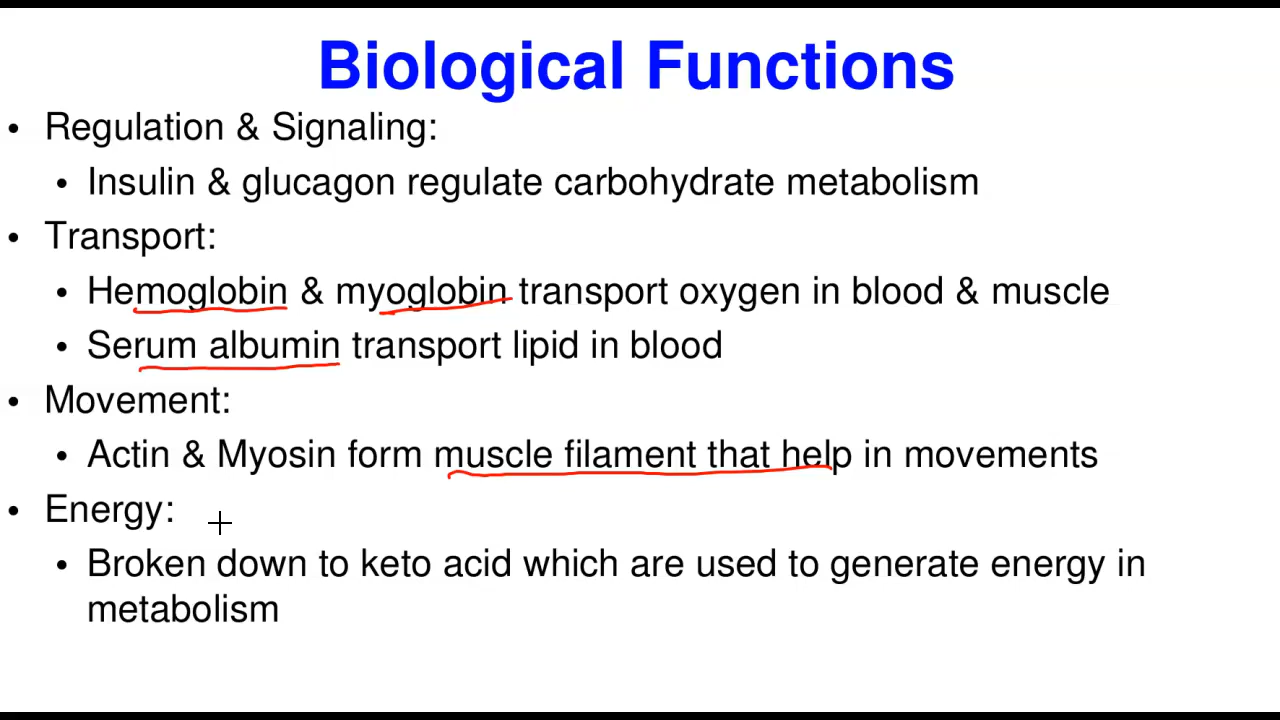 Biological Functions
• Regulation & Signaling:
• Insulin & glucagon regulate carbohydrate metabolism
• Transport:
• Hemoglobin & myoglobin transport oxygen in blood & muscle
• Serum albumin transport lipid in blood
• Movement:
• Actin & Myosin form muscle filament that help in movements
• Energy:
• Broken down to keto acid which are used to generate energy in
metabolism